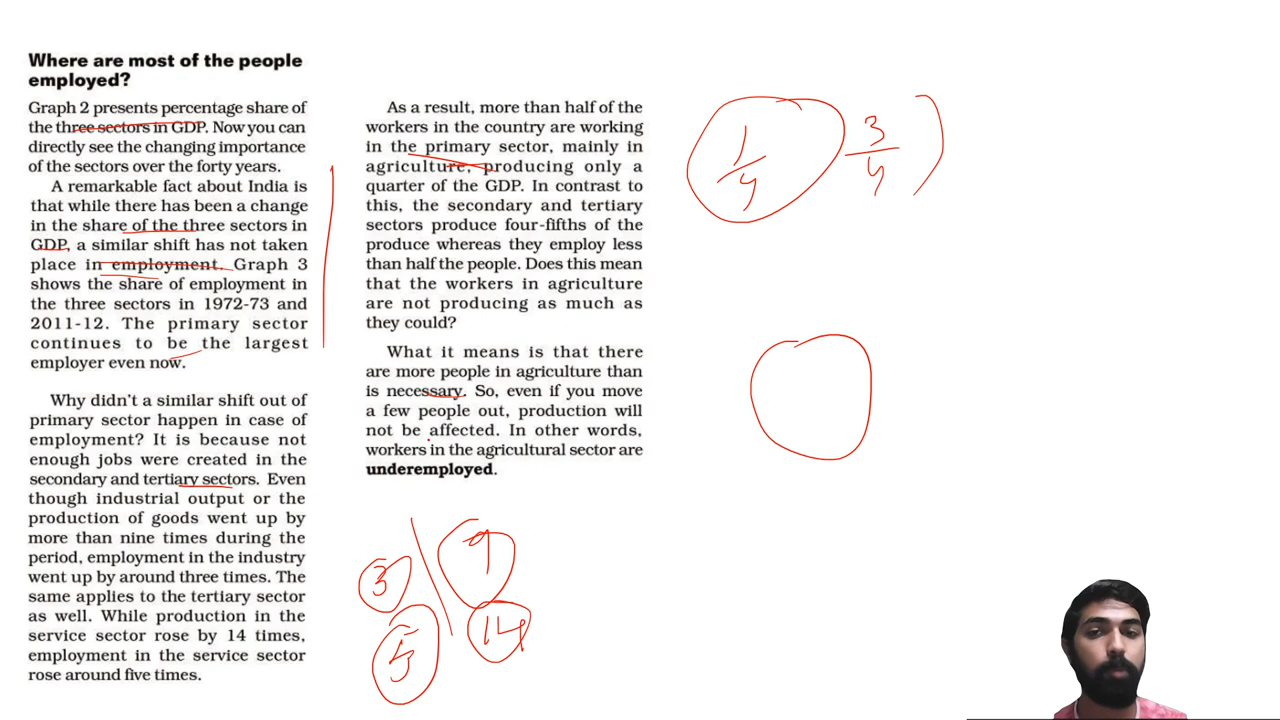 Where are most of the people
employed?
Graph 2 presents percentage share of
the three sectors in GDP. Now you can
directly see the changing importance
of the sectors over the forty years.
A remarkable fact about India is
that while there has been a change
in the share of the three sectors in
GDP, a similar shift has not taken
place in employment. Graph 3
shows the share of employment in
the three sectors in 1972-73 and
2011-12. The primary sector
continues to be the largest
employer even now.
Why didn't a similar shift out of
primary sector happen in case of
employment? It is because not
enough jobs were created in the
secondary and tertiary sectors. Even
though industrial output or the
production of goods went up by
more than nine times during the
period, employment in the industry
went up by around three times. The
same applies to the tertiary sector
as well. While production in the
service sector rose by 14 times,
employment in the service sector
rose around five times.
As a result, more than half of the
workers in the country are working
in the primary sector, mainly in
agriculture, producing only a
quarter of the GDP. In contrast to
this, the secondary and tertiary
sectors produce four-fifths of the
produce whereas they employ less
than half the people. Does this mean
that the workers in agriculture
are not producing as much as
they could?
What it means is that there
are more people in agriculture than
is necessary. So, even if you move
a few people out, production will
not be affected. In other words,
workers in the agricultural sector are
underemployed.
3 9
5 14
1/4 3/4